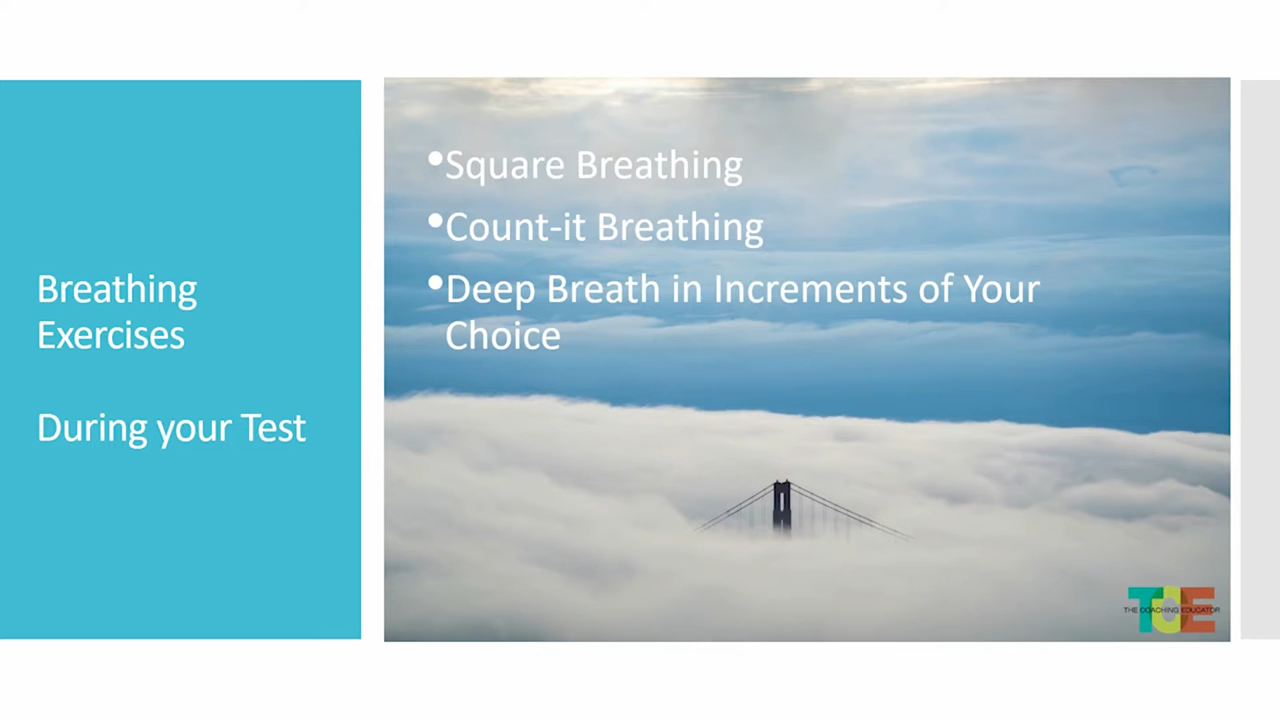 Breathing
Exercises
During your Test
•Square Breathing
•Count-it Breathing
•Deep Breath in Increments of Your
Choice
TCE
THE COACHING EDUCATOR